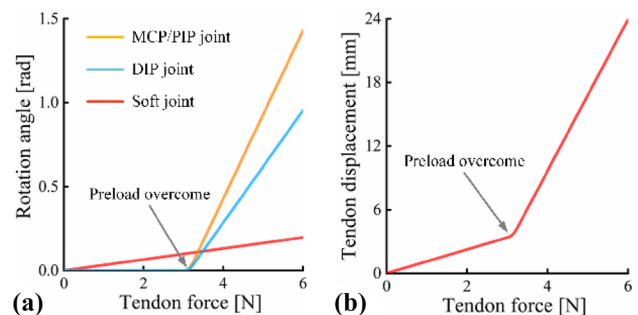 1.5
1.0
0.5
0.0
Rotation angle [rad]
MCP/PIP joint
DIP joint
Soft joint
Preload overcome
0 2 4 6
Tendon force [N]
(a)
24
18
12
6
0
Tendon displacement [mm]
Preload overcome
0 2 4 6
Tendon force [N]
(b)